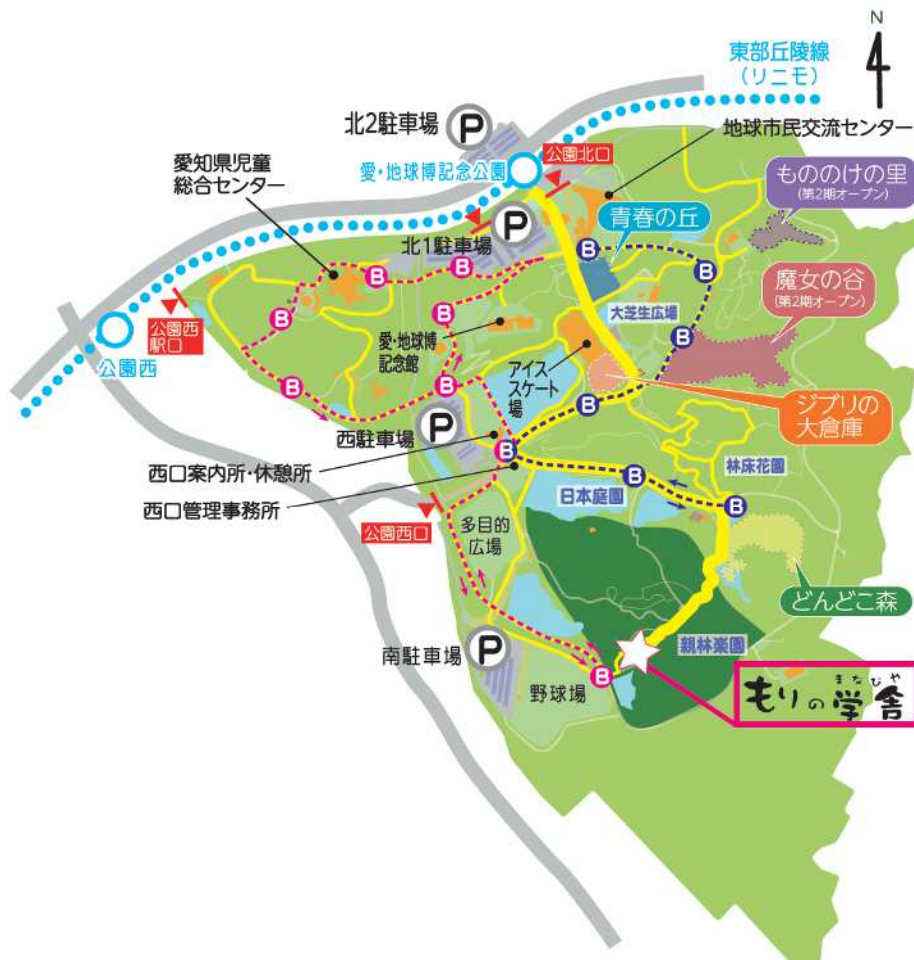 N
東部丘陵線
(リニモ)
北2駐車場
P
公園北口
地球市民交流センター
愛知県児童
総合センター
愛・地球博記念公園
もののけの里
(第2期オープン)
青春の丘
北1駐車場
P
B
B
B
B
魔女の谷
(第2期オープン)
大芝生広場
B
B
公園西
駅口
公園西
愛・地球博
記念館
アイス
スケート
場
B
B
B
B
ジブリの
大倉庫
西駐車場
P
B
林床花園
西口案内所・休憩所
B
日本庭園
B
西口管理事務所
公園西口
多目的
広場
どんどこ森
南駐車場
P
親林楽園
B
野球場
まなびや
もりの学舎